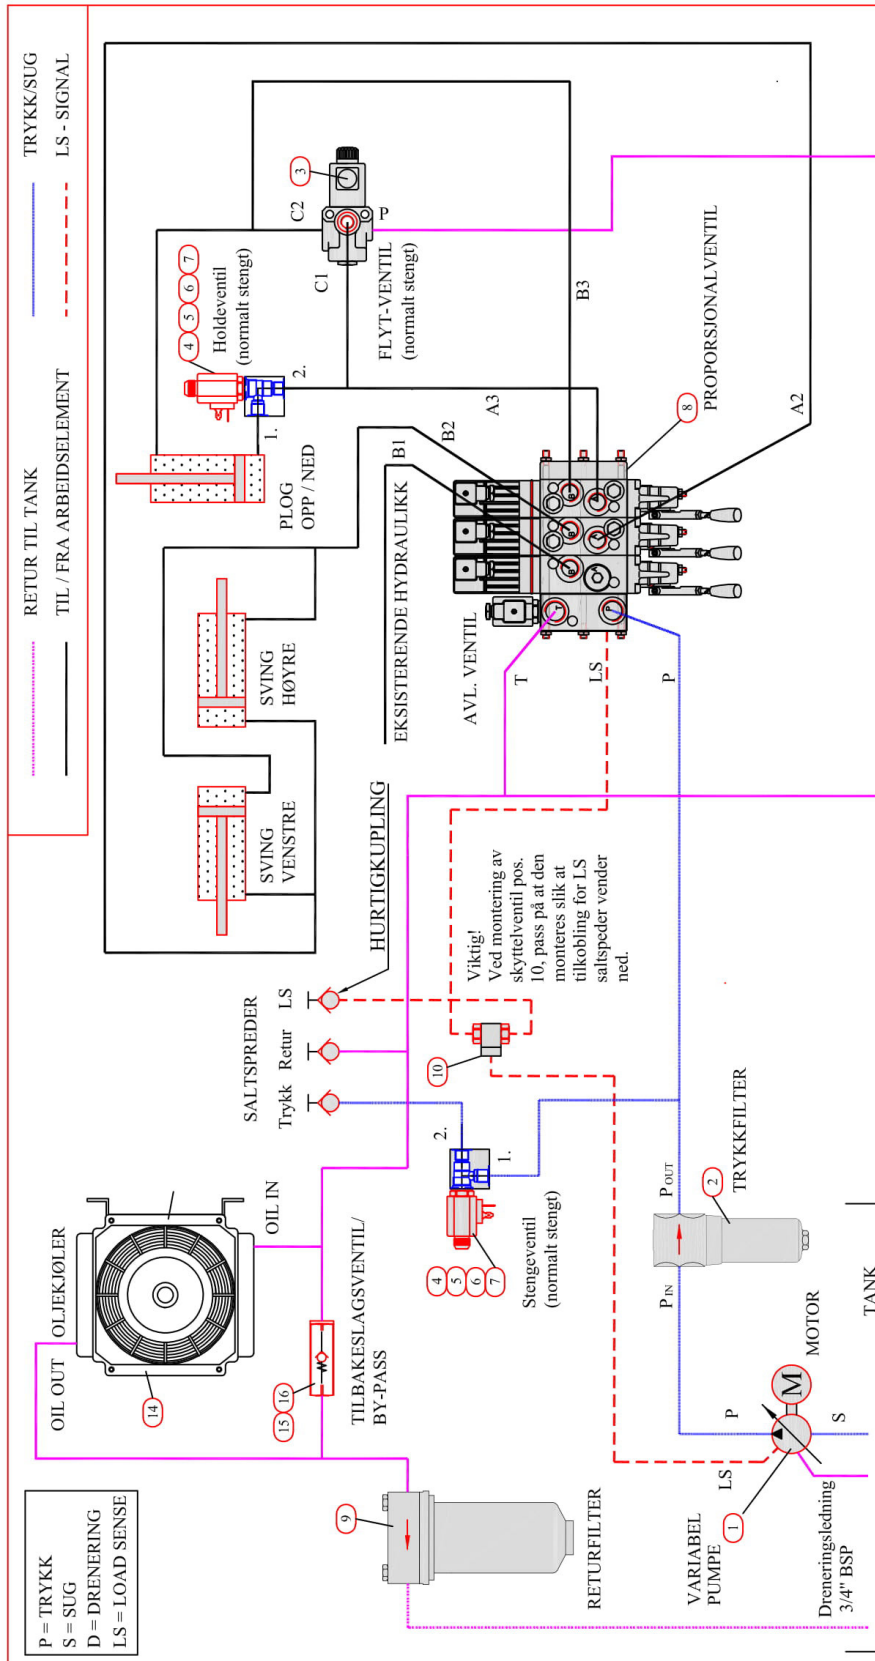 RETUR TIL TANK
TRYKK/SUG
TIL / FRA ARBEIDSELEMENT
LS - SIGNAL
P = TRYKK
S = SUG
D = DRENERING
LS = LOAD SENSE
OIL OUT
OLJEKJØLER
OIL IN
14
15
16
TILBAKESLAGSVENTIL/
BY-PASS
9
RETURFILTER
SALTSPREDER
Trykk
Retur
LS
HURTIGKUPLING
SVING
VENSTRE
SVING
HØYRE
PLOG
OPP / NED
1.
2.
4
5
6
7
Holdeventil
(normalt stengt)
C1
C2
P
3
FLYT-VENTIL
(normalt stengt)
EKSISTERENDE HYDRAULIKK
B1
B2
A3
B3
A2
AVL. VENTIL
T
LS
P
T
P
B
A
B
A
B
A
8
PROPORSJONALVENTIL
Viktig!
Ved montering av
skyttelventil pos.
10, pass på at den
monteres slik at
tilkobling for LS
saltspeder vender
ned.
10
2.
1.
4
5
6
7
Stengeventil
(normalt stengt)
P IN
P OUT
2
TRYKKFILTER
VARIABEL
PUMPE
1
LS
P
S
M
MOTOR
Dreneringsledning
3/4" BSP
TANK